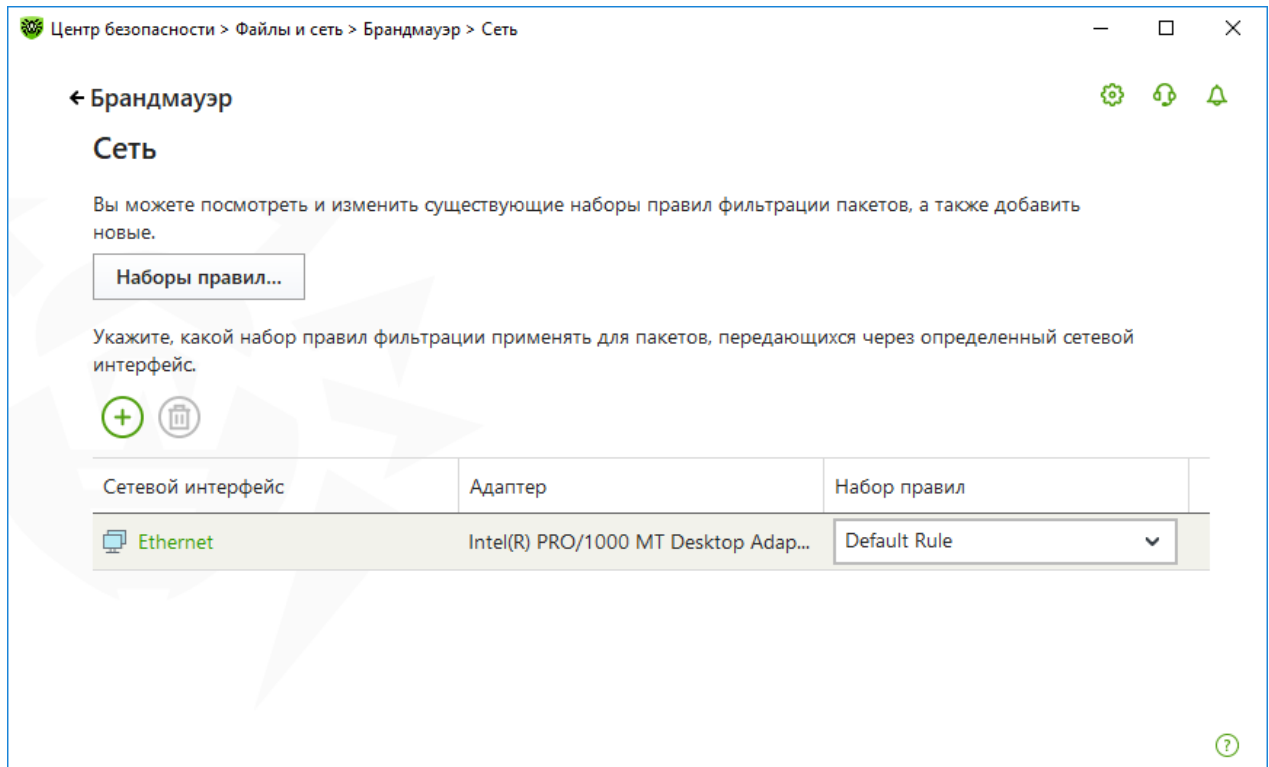 Центр безопасности > Файлы и сеть > Брандмауэр > Сеть
Брандмауэр
Сеть
Вы можете посмотреть и изменить существующие наборы правил фильтрации пакетов, а также добавить
новые.
Наборы правил...
Укажите, какой набор правил фильтрации применять для пакетов, передающихся через определенный сетевой
интерфейс.
Сетевой интерфейс Адаптер Набор правил
Ethernet Intel(R) PRO/1000 MT Desktop Adap... Default Rule
?